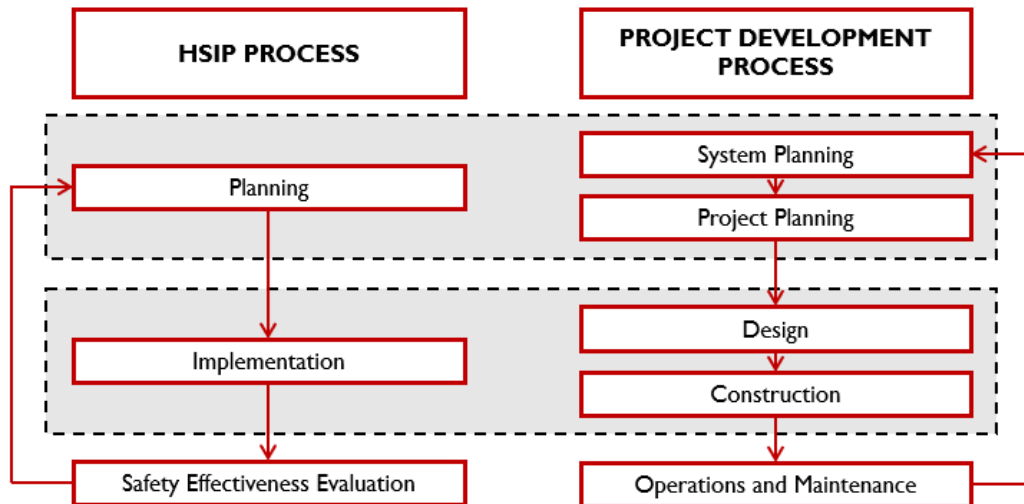 HSIP PROCESS
PROJECT DEVELOPMENT
PROCESS
System Planning
Planning
Project Planning
Design
Implementation
Construction
Safety Effectiveness Evaluation
Operations and Maintenance